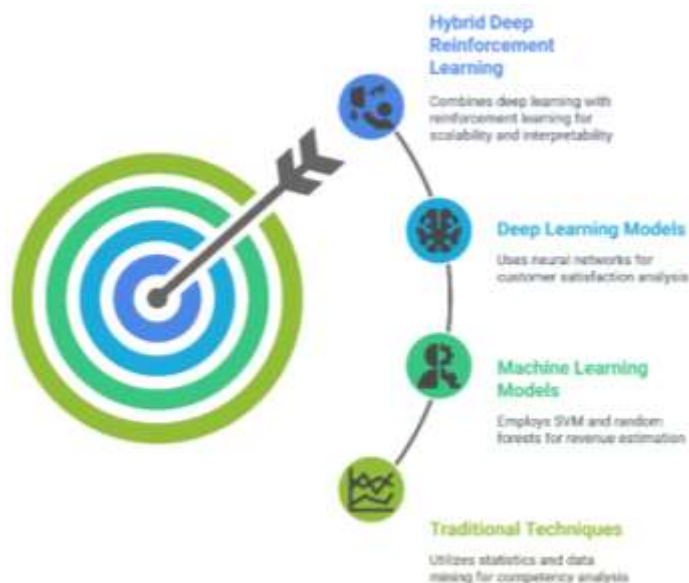 Hybrid Deep
Reinforcement
Learning
Combines deep learning with
reinforcement learning for
scalability and interpretability
Deep Learning Models
Uses neural networks for
customer satisfaction analysis
Machine Learning
Models
Employs SVM and random
forests for revenue estimation
Traditional Techniques
Utilizes statistics and data
mining for competency analysis